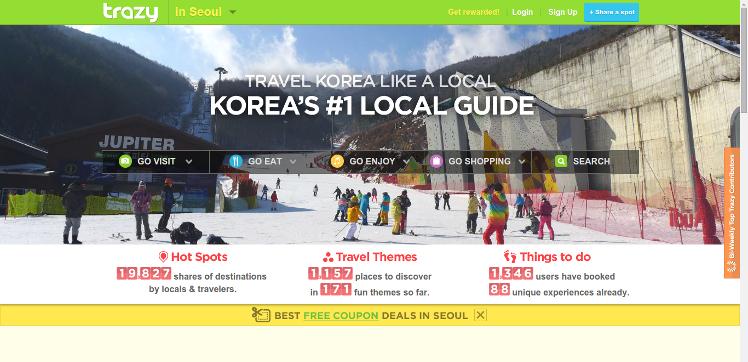 trazy
In Seoul
Get rewarded!
Login
Sign Up
+ Share a spot
TRAVEL KOREA LIKE A LOCAL
KOREA'S #1 LOCAL GUIDE
JUPITER
GO VISIT
GO EAT
GO ENJOY
GO SHOPPING
SEARCH
Bi-Weekly Top Trazy Contributors
Hot Spots
19,827 shares of destinations
by locals & travelers.
Travel Themes
1,157 places to discover
in 171 fun themes so far.
Things to do
1,346 users have booked
88 unique experiences already.
BEST FREE COUPON DEALS IN SEOUL